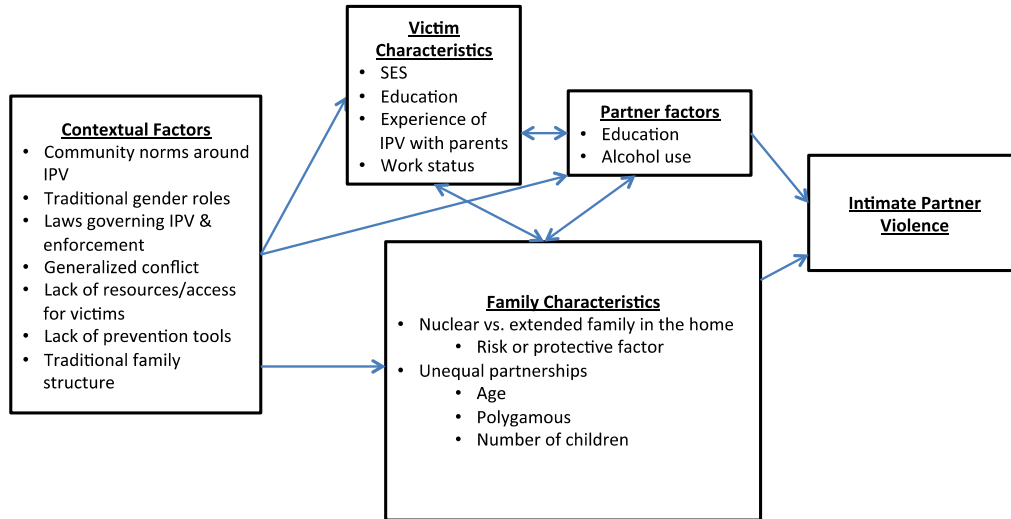 Contextual Factors
• Community norms around
IPV
• Traditional gender roles
• Laws governing IPV &
enforcement
• Generalized conflict
• Lack of resources/access
for victims
• Lack of prevention tools
• Traditional family
structure
Victim
Characteristics
• SES
• Education
• Experience of
IPV with parents
• Work status
Partner factors
• Education
• Alcohol use
Family Characteristics
• Nuclear vs. extended family in the home
• Risk or protective factor
• Unequal partnerships
• Age
• Polygamous
• Number of children
Intimate Partner
Violence